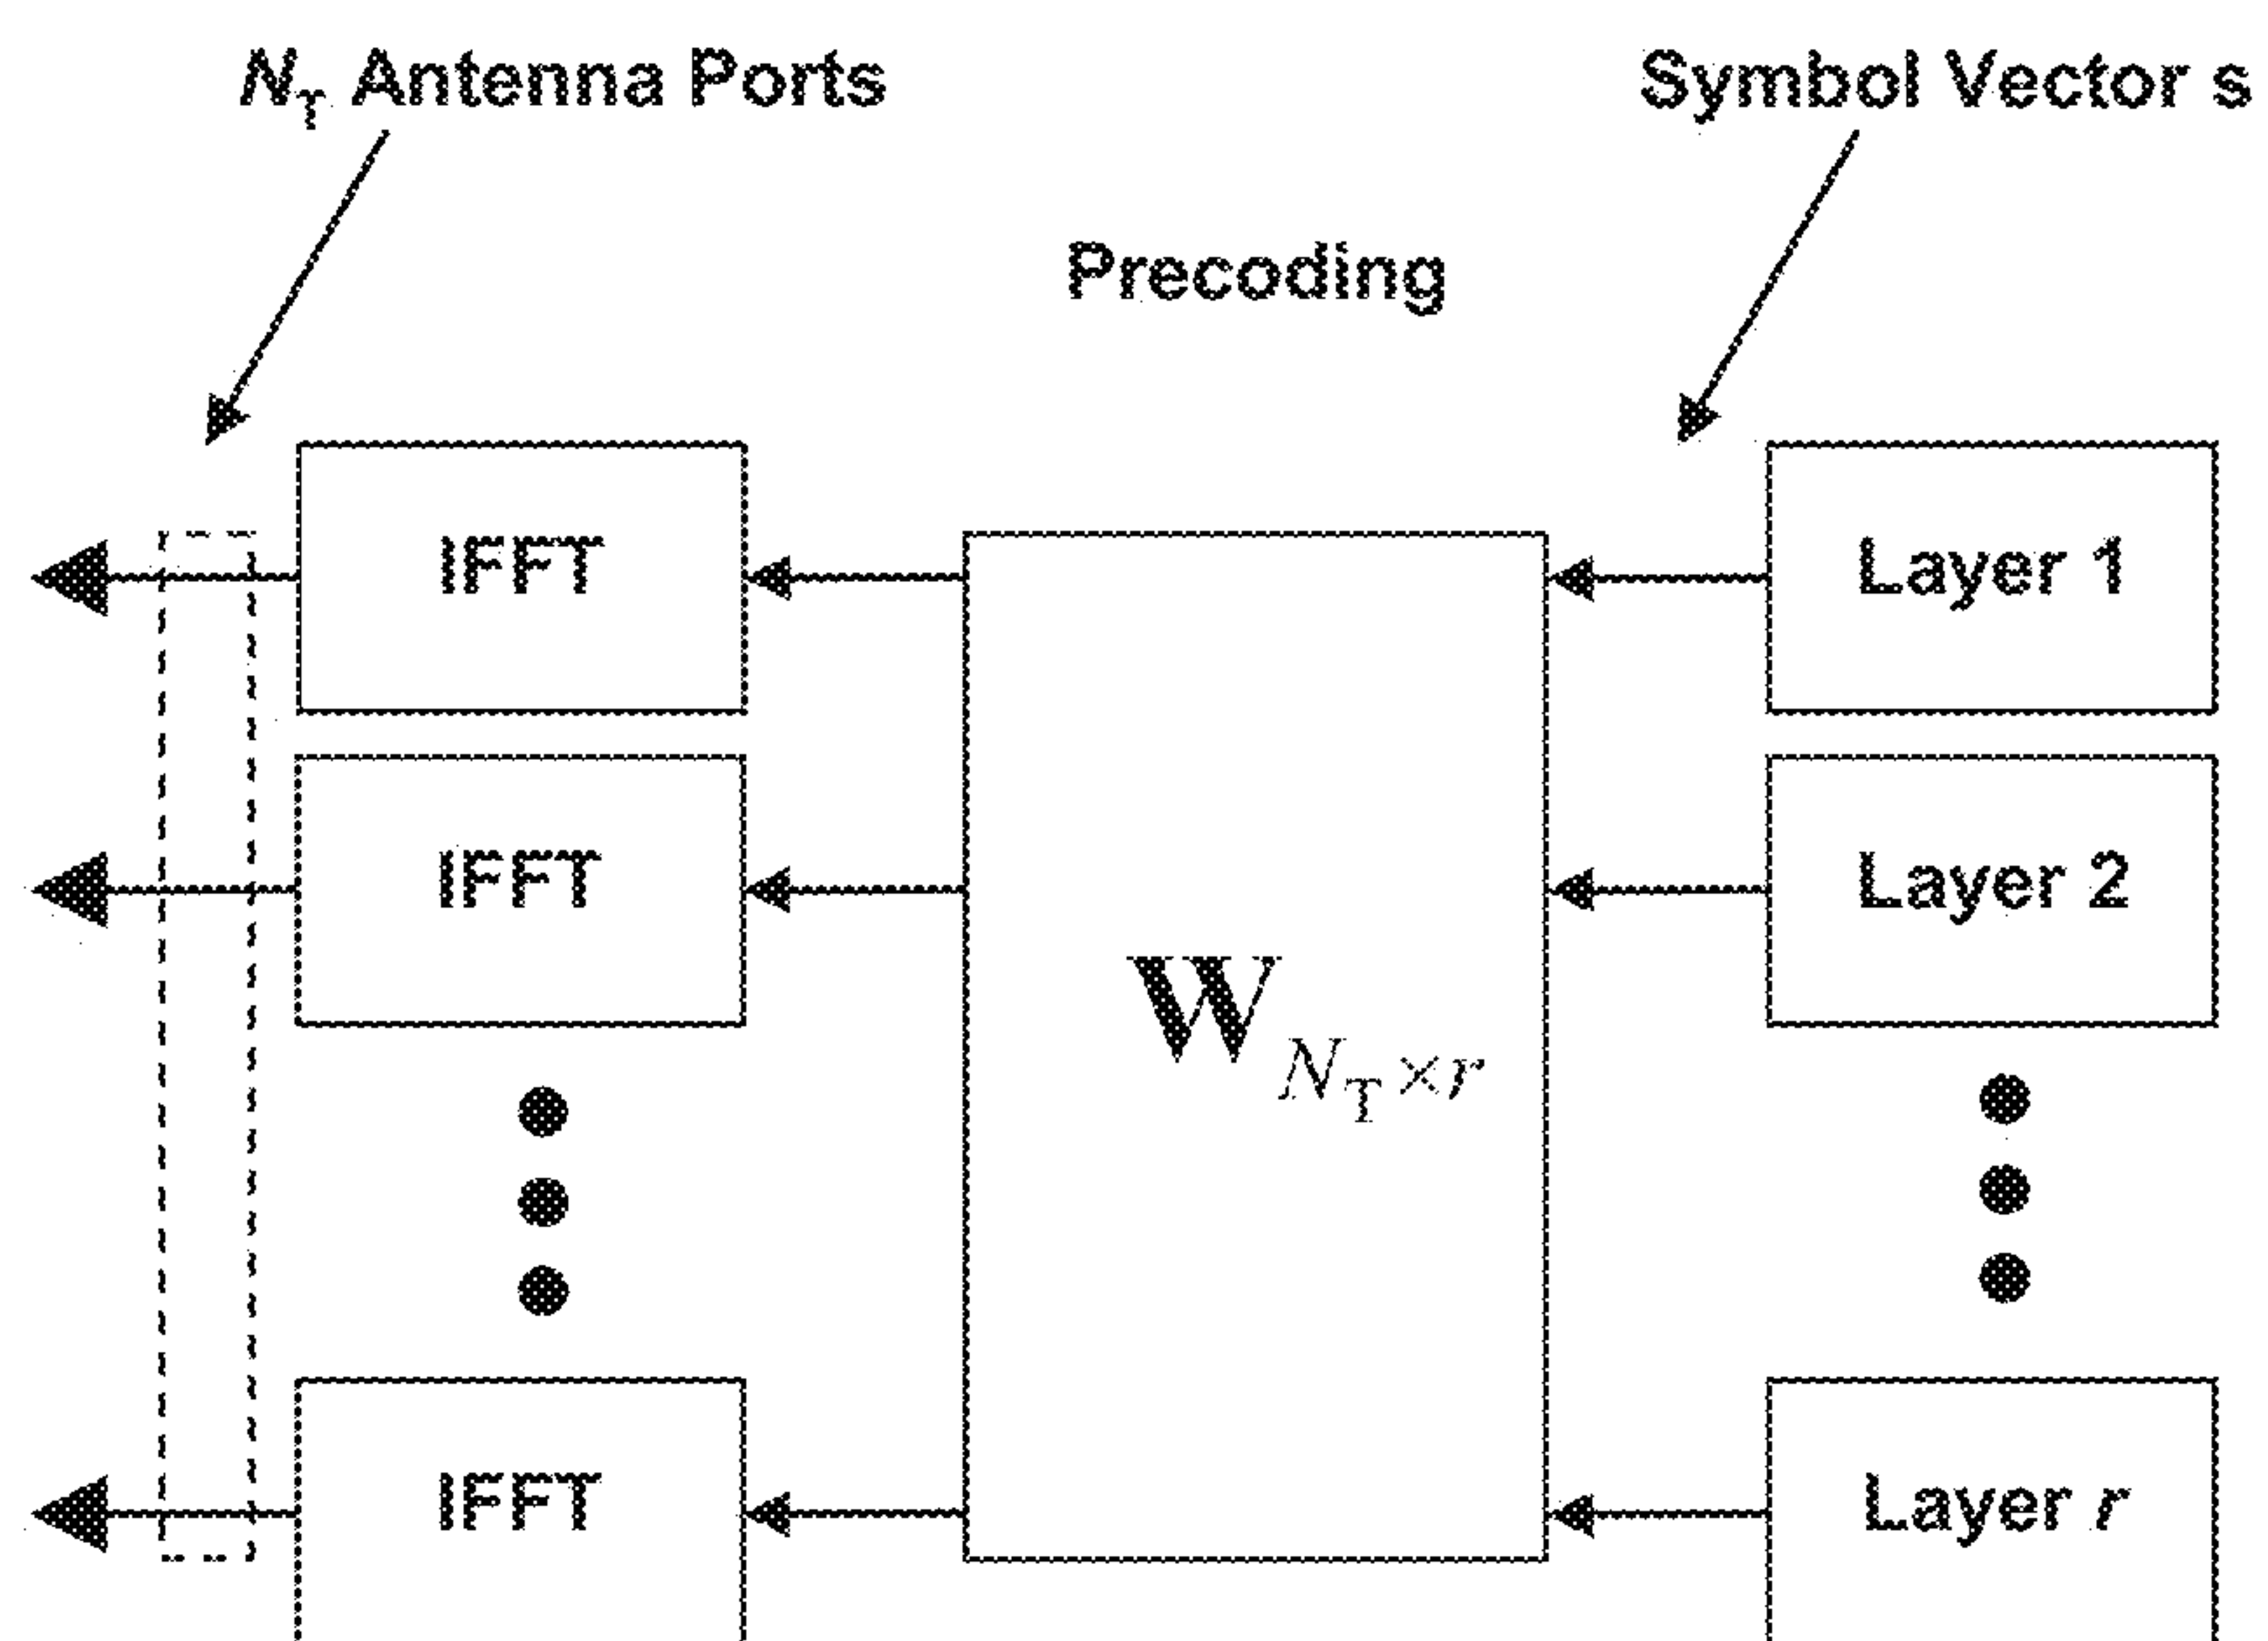 N_T Antenna Ports
Symbol Vector s
Precoding
IFFT
Layer 1
IFFT
Layer 2
W_{N_T×r}
IFFT
Layer r